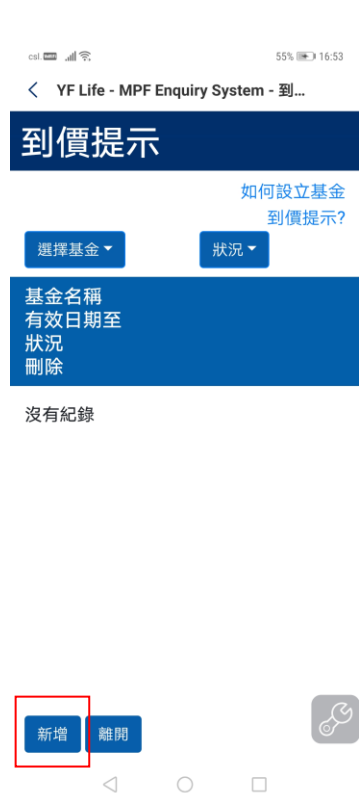 csl. 55% 16:53
YF Life - MPF Enquiry System - 到...
到價提示
如何設立基金
到價提示?
選擇基金 狀況
基金名稱
有效日期至
狀況
刪除
沒有紀錄
新增 離開